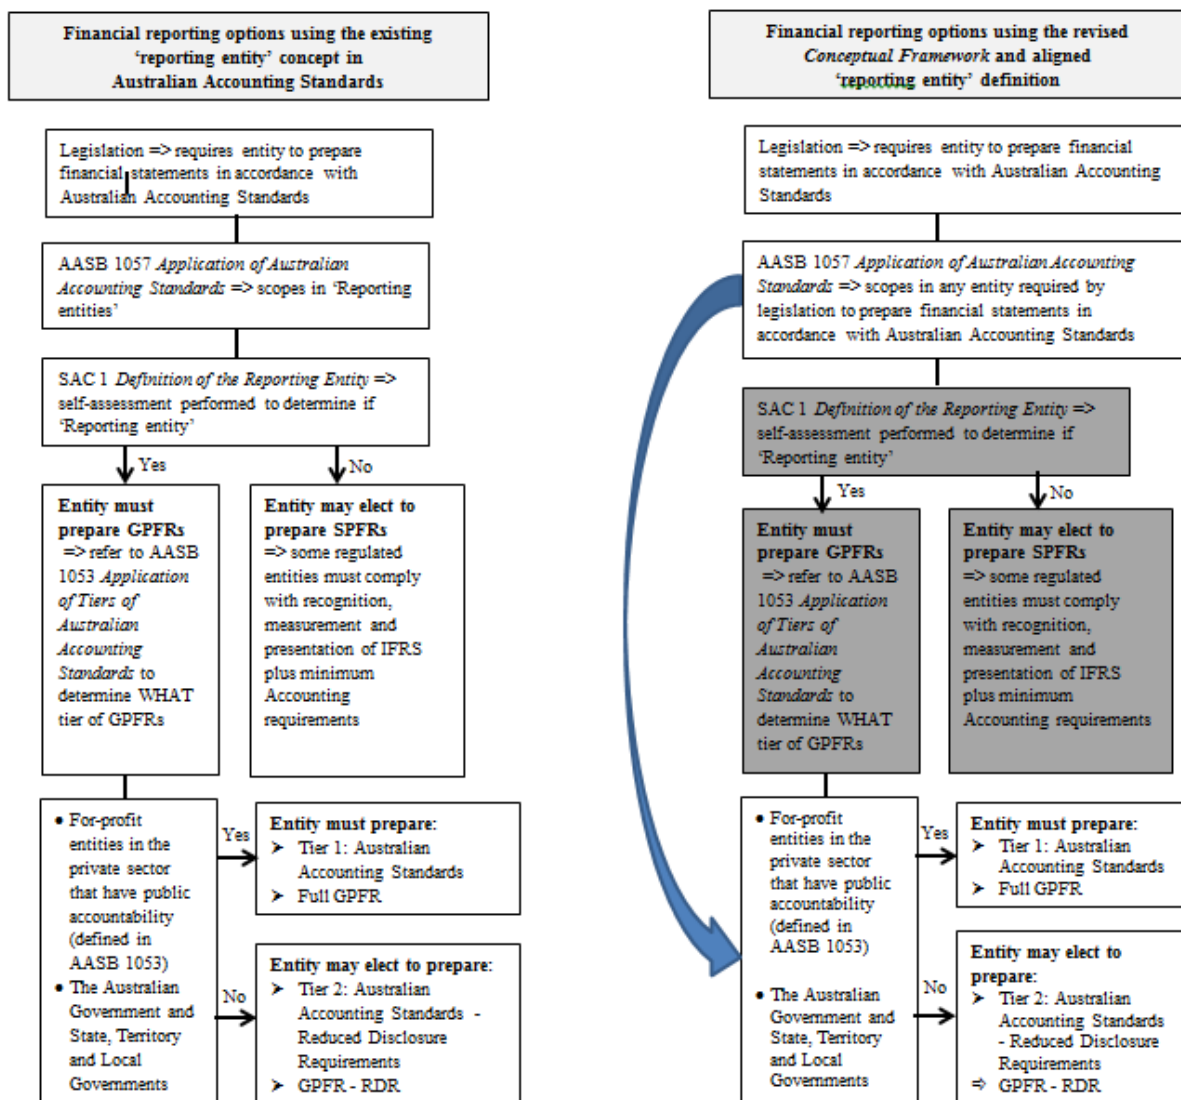 Financial reporting options using the existing
‘reporting entity’ concept in
Australian Accounting Standards
Legislation => requires entity to prepare
financial statements in accordance with
Australian Accounting Standards
AASB 1057 Application of Australian
Accounting Standards => scopes in ‘Reporting
entities’
SAC 1 Definition of the Reporting Entity =>
self-assessment performed to determine if
‘Reporting entity’
Yes
No
Entity must
prepare GPFRs
=> refer to AASB
1053 Application
of Tiers of
Australian
Accounting
Standards to
determine WHAT
tier of GPFRs
Entity may elect to
prepare SPFRs
=> some regulated
entities must comply
with recognition,
measurement and
presentation of IFRS
plus minimum
Accounting
requirements
• For-profit
entities in the
private sector
that have public
accountability
(defined in
AASB 1053)
• The Australian
Government and
State, Territory
and Local
Governments
Yes
Entity must prepare:
➢ Tier 1: Australian
Accounting Standards
➢ Full GPFR
No
Entity may elect to prepare:
➢ Tier 2: Australian
Accounting Standards -
Reduced Disclosure
Requirements
➢ GPFR - RDR
Financial reporting options using the revised
Conceptual Framework and aligned
‘reporting entity’ definition
Legislation => requires entity to prepare financial
statements in accordance with Australian Accounting
Standards
AASB 1057 Application of Australian Accounting
Standards => scopes in any entity required by
legislation to prepare financial statements in
accordance with Australian Accounting Standards
SAC 1 Definition of the Reporting Entity =>
self-assessment performed to determine if
‘Reporting entity’
Yes
No
Entity must
prepare GPFRs
=> refer to AASB
1053 Application
of Tiers of
Australian
Accounting
Standards to
determine WHAT
tier of GPFRs
Entity may elect to
prepare SPFRs
=> some regulated
entities must comply
with recognition,
measurement and
presentation of IFRS
plus minimum
Accounting requirements
• For-profit
entities in the
private sector
that have public
accountability
(defined in
AASB 1053)
• The Australian
Government and
State, Territory
and Local
Governments
Yes
Entity must prepare:
➢ Tier 1: Australian
Accounting Standards
➢ Full GPFR
No
Entity may elect to
prepare:
➢ Tier 2: Australian
Accounting Standards
- Reduced Disclosure
Requirements
⇨ GPFR - RDR